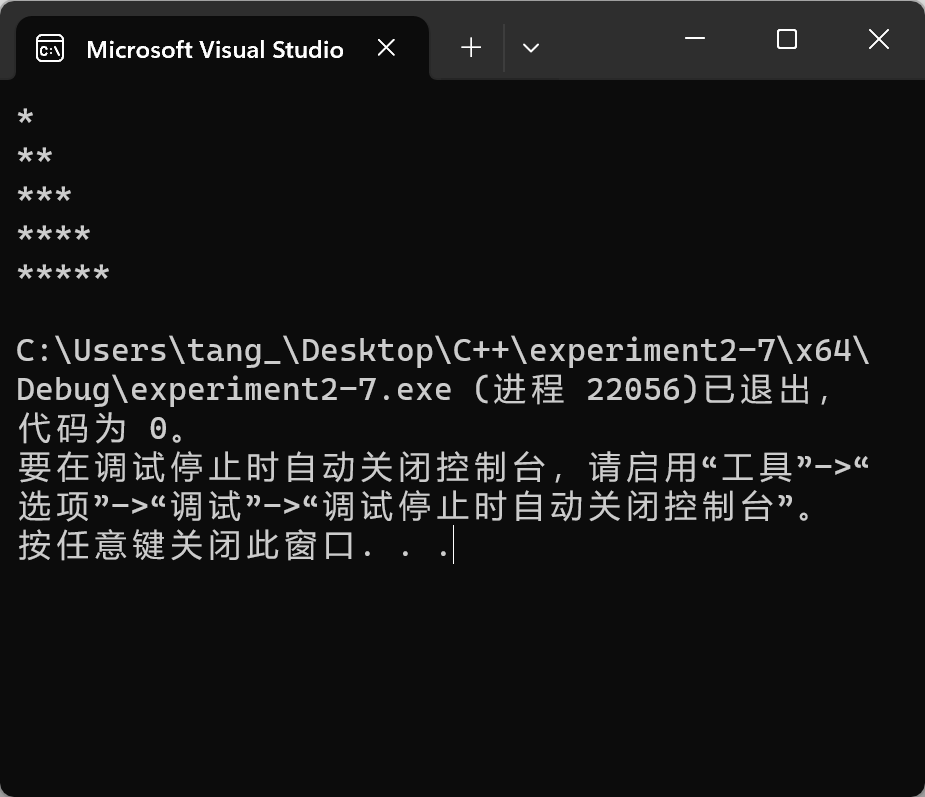 Microsoft Visual Studio
*
**
***
****
*****
C:\Users\tang_\Desktop\C++\experiment2-7\x64\
Debug\experiment2-7.exe (进程 22056)已退出，
代码为 0。
要在调试停止时自动关闭控制台，请启用“工具”->“
选项”->“调试”->“调试停止时自动关闭控制台”。
按任意键关闭此窗口. . .